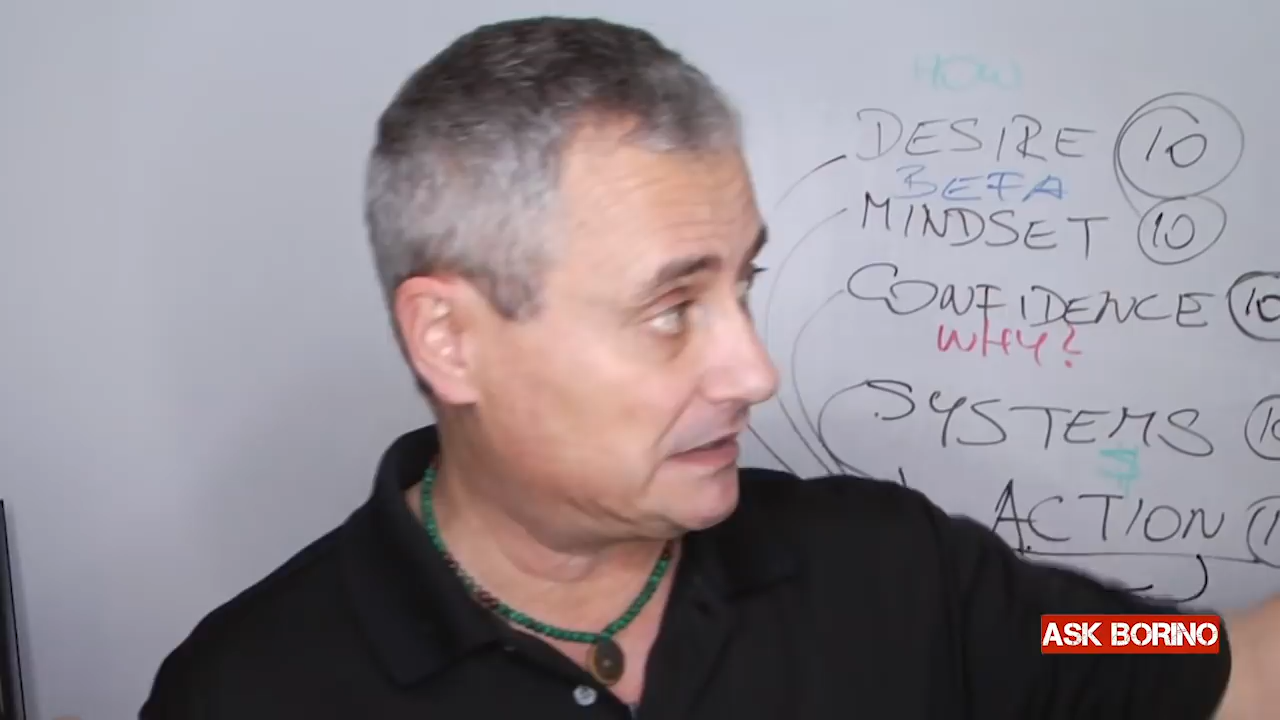 HOW
DESIRE 10
BEFA
MINDSET 10
CONFIDENCE 10
WHY?
SYSTEMS
$
ACTION
ASK BORINO